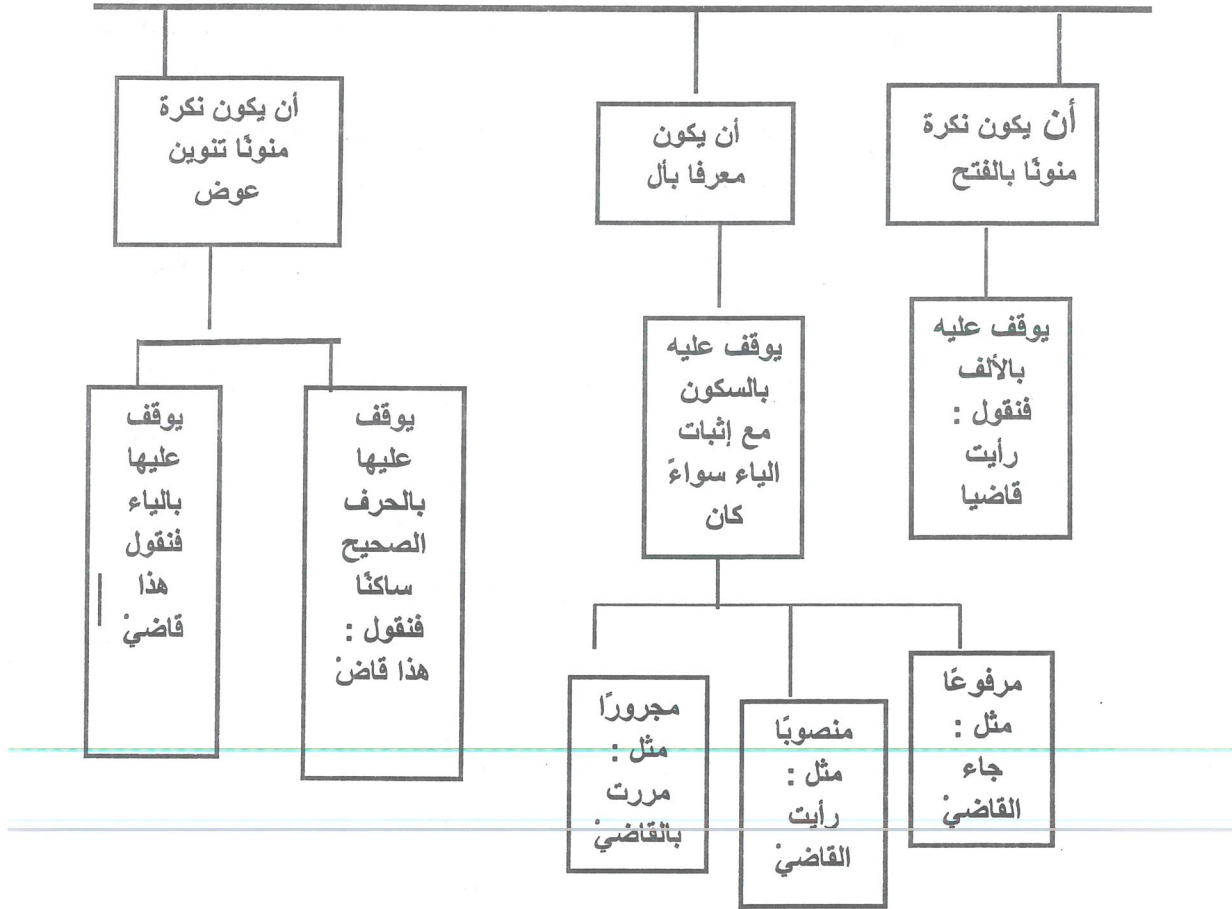 أن يكون نكرة
منونًا بالفتح
أن يكون
معرفا بأل
أن يكون نكرة
منونًا تنوين
عوض
يوقف عليه
بالألف
فنقول :
رأيت
قاضيا
يوقف عليه
بالسكون
مع إثبات
الياء سواءً
كان
يوقف
عليها
بالحرف
الصحيح
ساكنًا
فنقول :
هذا قاضْ
يوقف
عليها
بالياء
فنقول
هذا
قاضيْ
مرفوعًا
مثل :
جاء
القاضيْ
منصوبًا
مثل :
رأيت
القاضيْ
مجرورًا
مثل :
مررت
بالقاضيْ